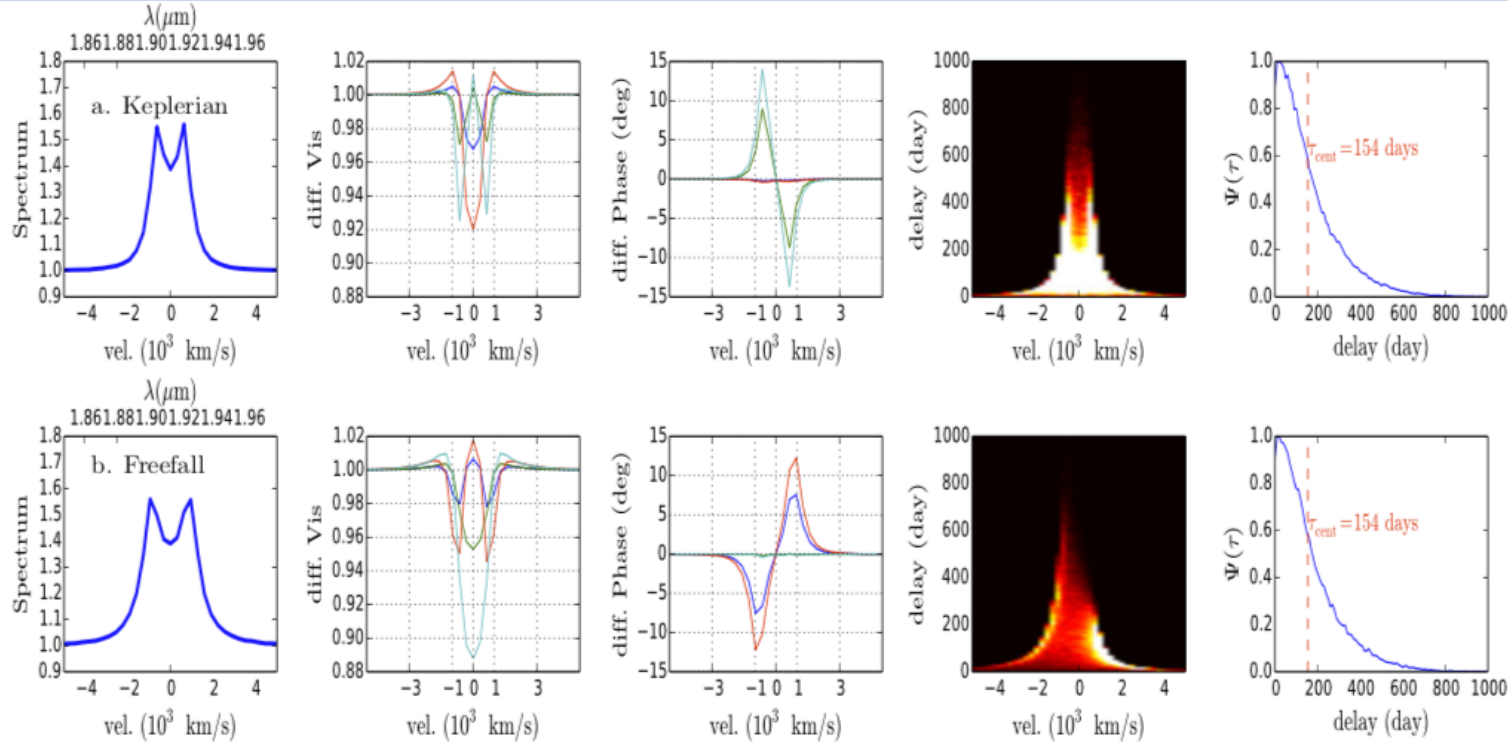 λ(μm)
1.861.881.901.921.941.96
a. Keplerian
Spectrum
1.8
1.7
1.6
1.5
1.4
1.3
1.2
1.1
1.0
0.9
−4 −2 0 2 4
vel. (10³ km/s)
diff. Vis
1.02
1.00
0.98
0.96
0.94
0.92
0.90
0.88
−3 −1 0 1 3
vel. (10³ km/s)
diff. Phase (deg)
15
10
5
0
−5
−10
−15
−3 −1 0 1 3
vel. (10³ km/s)
delay (day)
1000
800
600
400
200
0
−4 −2 0 2 4
vel. (10³ km/s)
Ψ(τ)
1.0
0.8
0.6
0.4
0.2
0.0
τcent=154 days
0 200 400 600 800 1000
delay (day)
λ(μm)
1.861.881.901.921.941.96
b. Freefall
Spectrum
1.8
1.7
1.6
1.5
1.4
1.3
1.2
1.1
1.0
0.9
−4 −2 0 2 4
vel. (10³ km/s)
diff. Vis
1.02
1.00
0.98
0.96
0.94
0.92
0.90
0.88
−3 −1 0 1 3
vel. (10³ km/s)
diff. Phase (deg)
15
10
5
0
−5
−10
−15
−3 −1 0 1 3
vel. (10³ km/s)
delay (day)
1000
800
600
400
200
0
−4 −2 0 2 4
vel. (10³ km/s)
Ψ(τ)
1.0
0.8
0.6
0.4
0.2
0.0
τcent=154 days
0 200 400 600 800 1000
delay (day)